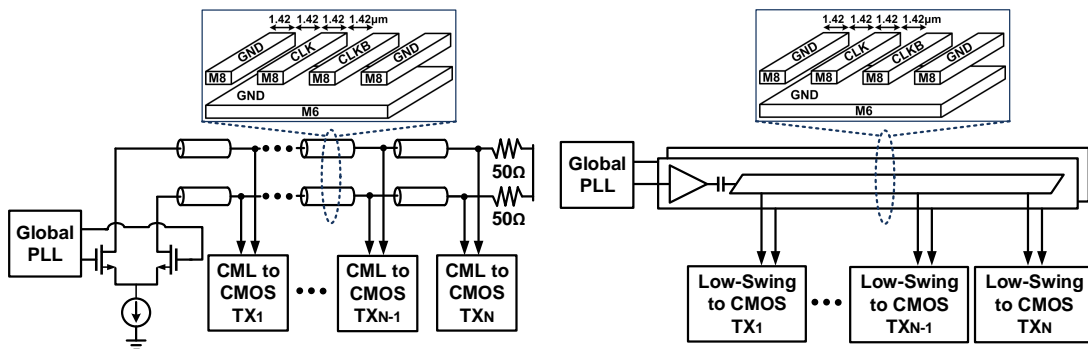 1.42 1.42 1.42 1.42µm
GND CLK CLKB GND
M8 M8 M8 M8
GND
M6
50Ω
50Ω
Global
PLL
CML to
CMOS
TX1
CML to
CMOS
TXN-1
CML to
CMOS
TXN
1.42 1.42 1.42 1.42µm
GND CLK CLKB GND
M8 M8 M8 M8
GND
M6
Global
PLL
Low-Swing
to CMOS
TX1
Low-Swing
to CMOS
TXN-1
Low-Swing
to CMOS
TXN